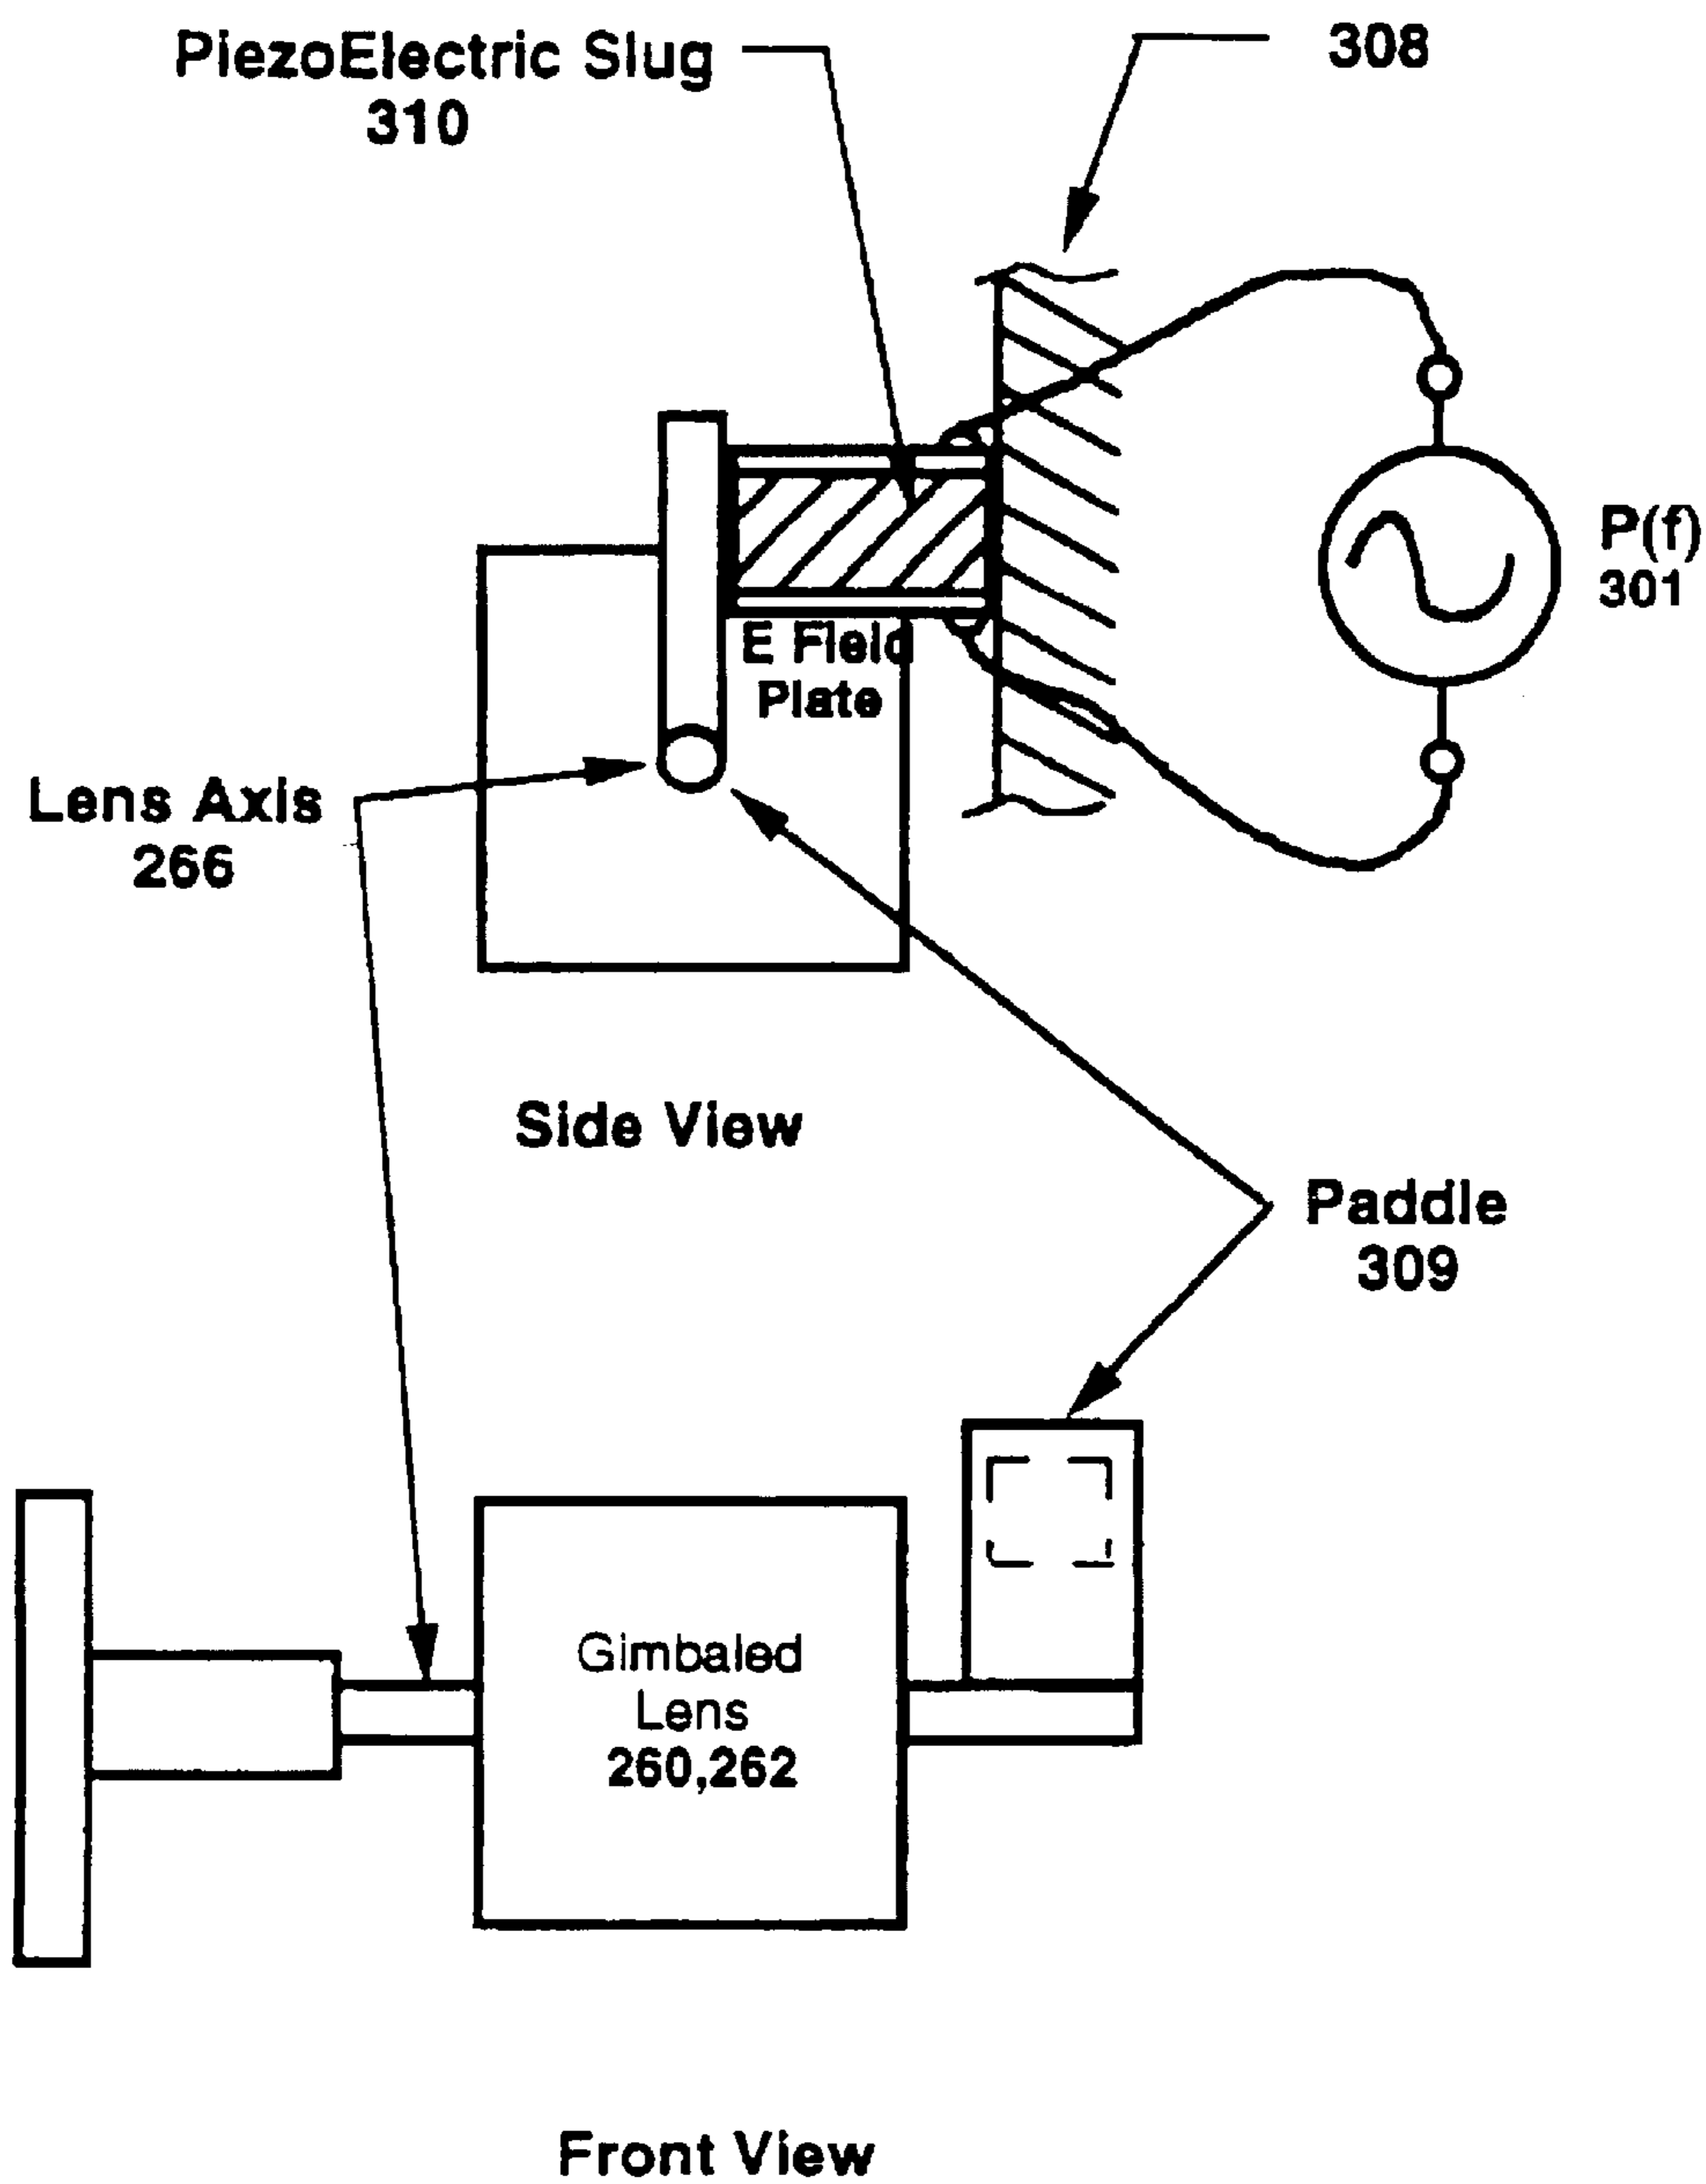 PiezoElectric Slug
310
308
P(f)
301
E Field
Plate
Lens Axis
266
Side View
Paddle
309
Gimbaled
Lens
260,262
Front View